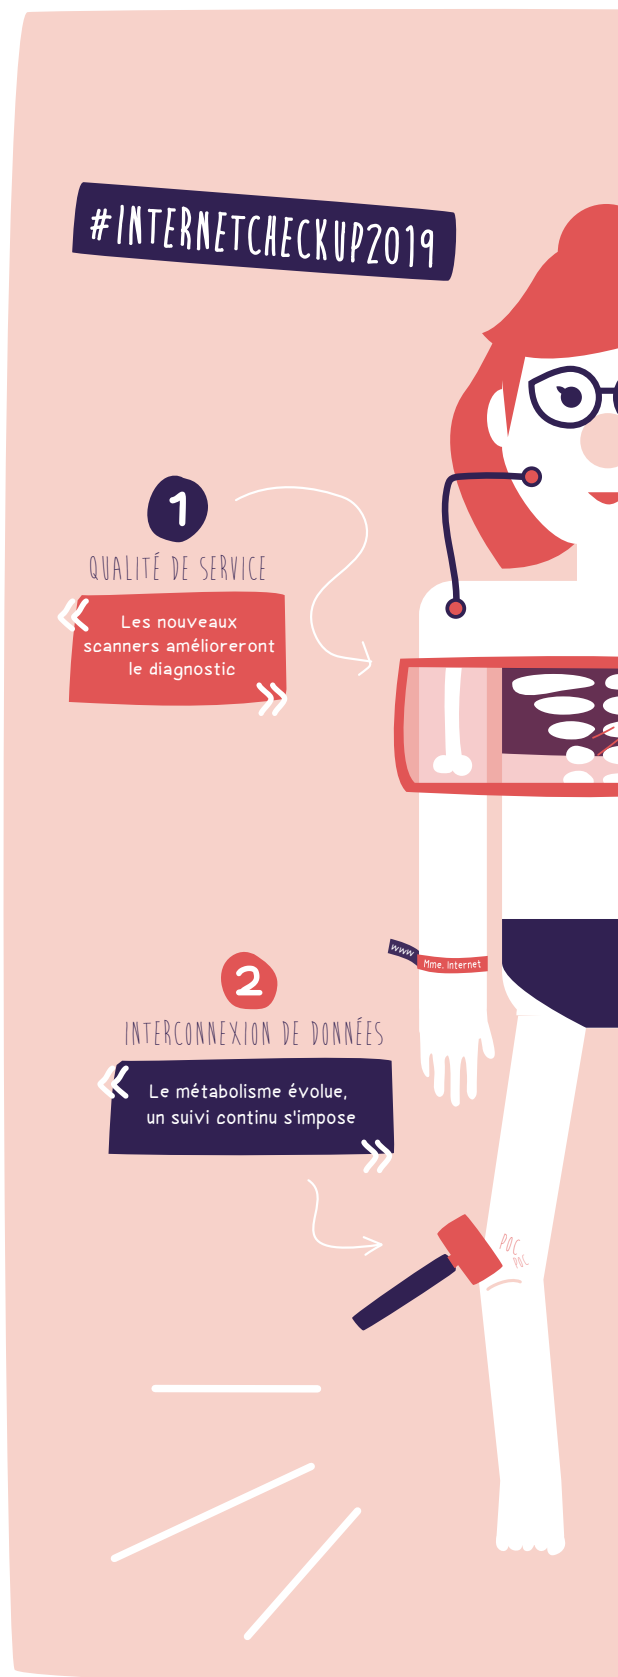 #INTERNETCHECKUP2019
1
QUALITÉ DE SERVICE
« Les nouveaux
scanners amélioreront
le diagnostic »
www
Mme. Internet
2
INTERCONNEXION DE DONNÉES
« Le métabolisme évolue,
un suivi continu s'impose »
POC
POC